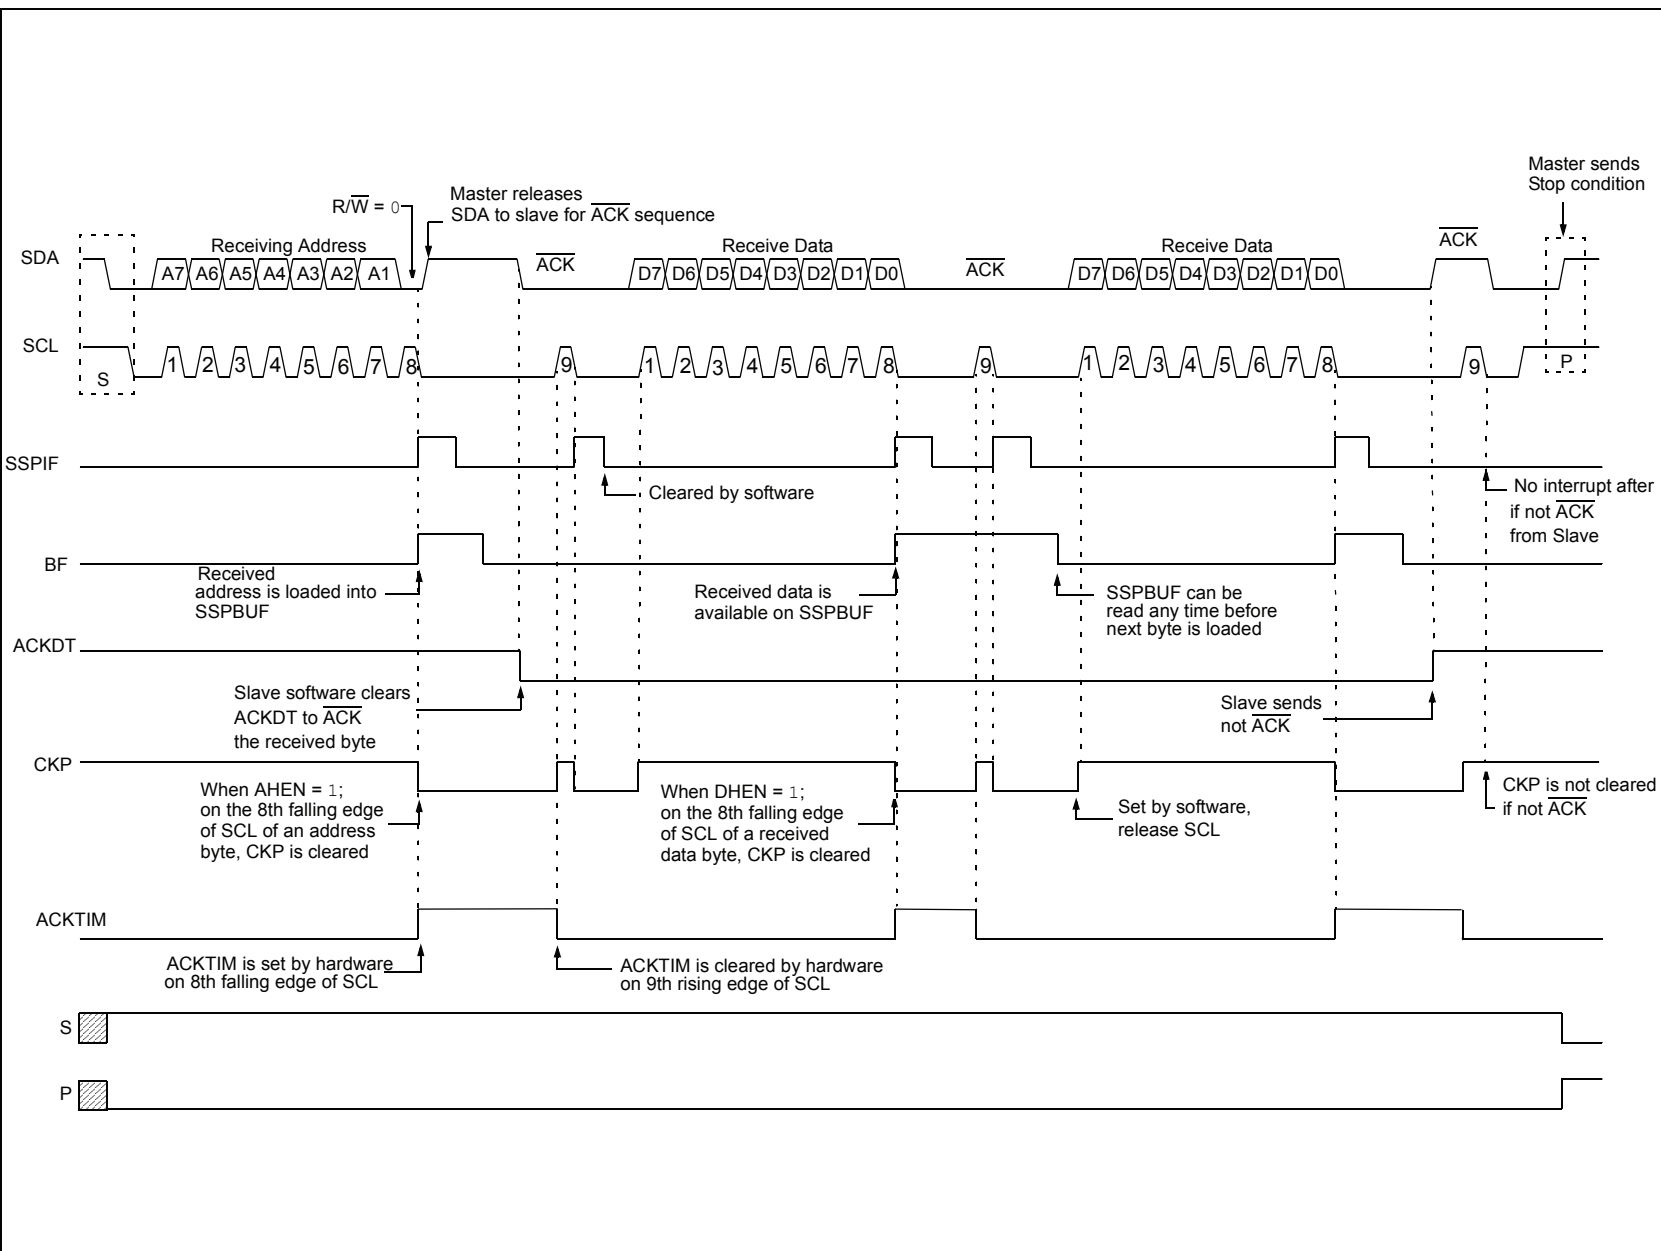 Master sends
Stop condition
Master releases
SDA to slave for ACK sequence
R/W = 0
SDA
Receiving Address
ACK
Receive Data
ACK
Receive Data
ACK
A7 A6 A5 A4 A3 A2 A1
D7 D6 D5 D4 D3 D2 D1 D0
D7 D6 D5 D4 D3 D2 D1 D0
SCL
S
1 2 3 4 5 6 7 8 9
1 2 3 4 5 6 7 8 9
1 2 3 4 5 6 7 8 9
P
SSPIF
Cleared by software
No interrupt after
if not ACK
from Slave
BF
Received
address is loaded into
SSPBUF
Received data is
available on SSPBUF
SSPBUF can be
read any time before
next byte is loaded
ACKDT
Slave software clears
ACKDT to ACK
the received byte
Slave sends
not ACK
CKP
When AHEN = 1;
on the 8th falling edge
of SCL of an address
byte, CKP is cleared
When DHEN = 1;
on the 8th falling edge
of SCL of a received
data byte, CKP is cleared
Set by software,
release SCL
CKP is not cleared
if not ACK
ACKTIM
ACKTIM is set by hardware
on 8th falling edge of SCL
ACKTIM is cleared by hardware
on 9th rising edge of SCL
S
P